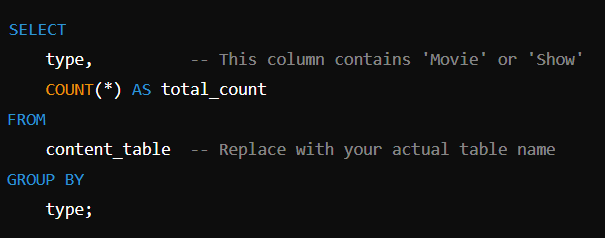 SELECT
    type,          -- This column contains 'Movie' or 'Show'
    COUNT(*) AS total_count
FROM
    content_table  -- Replace with your actual table name
GROUP BY
    type;